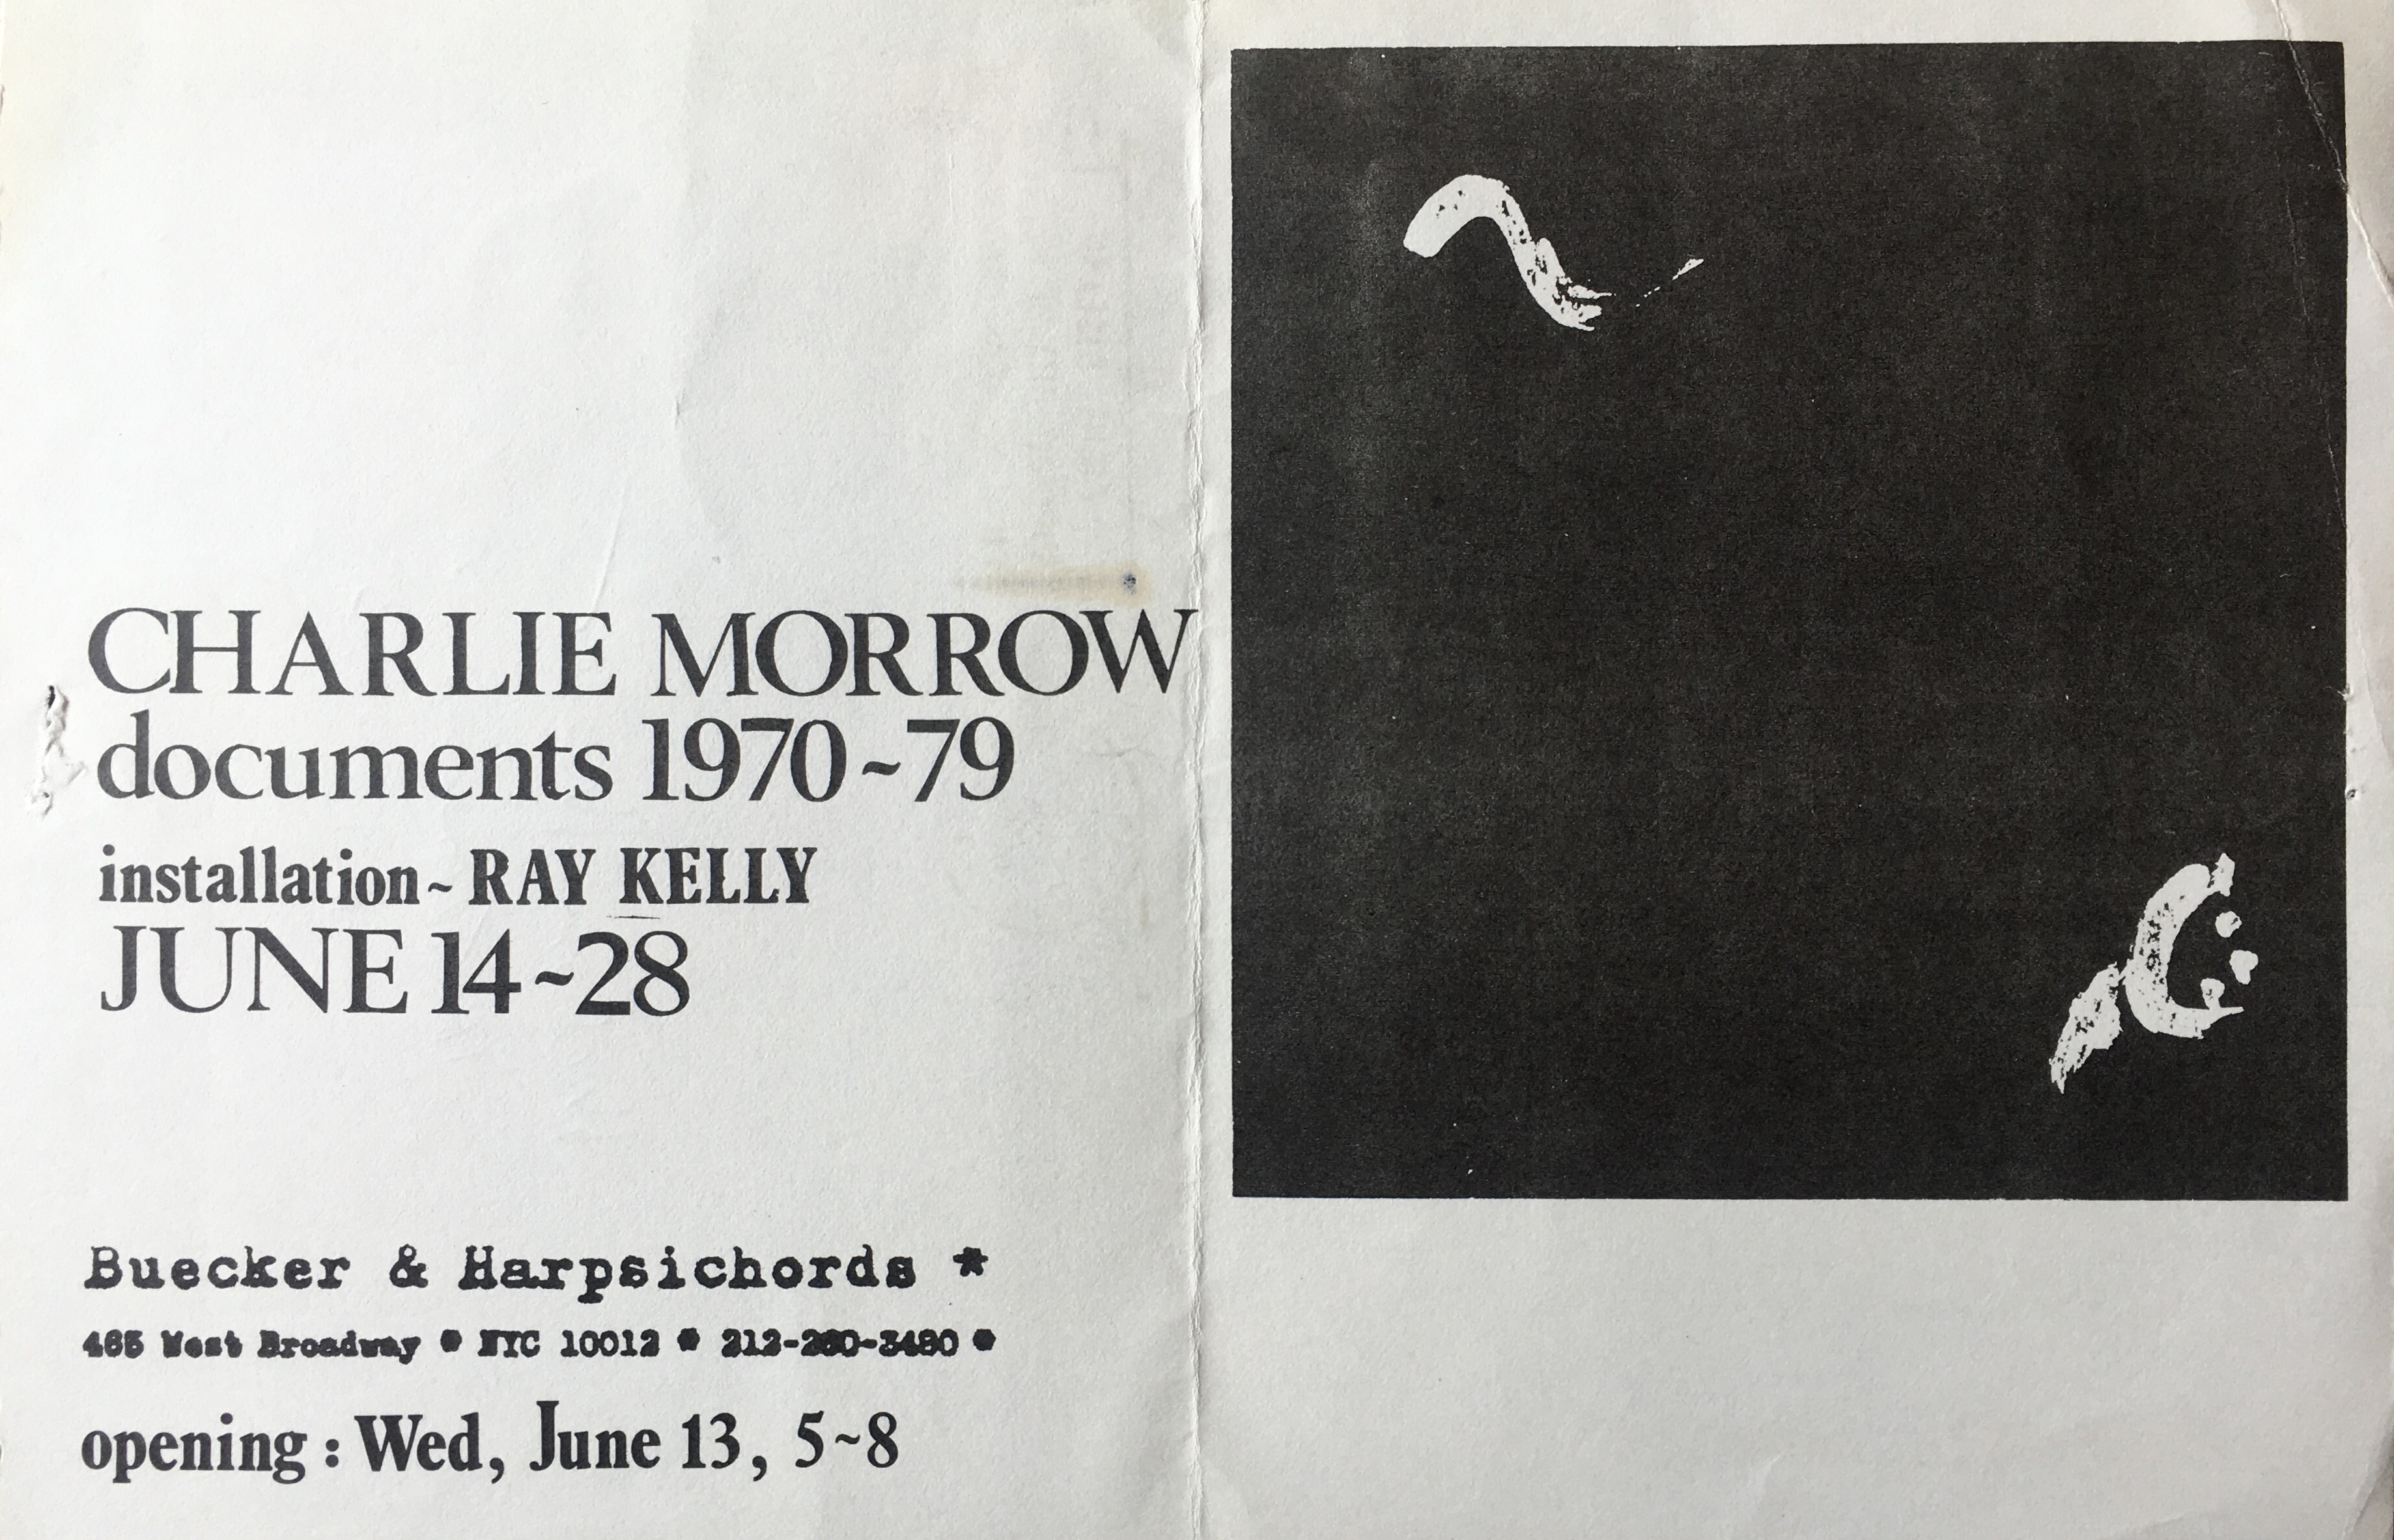 CHARLIE MORROW
documents 1970~79
installation~ RAY KELLY
JUNE 14~28
Buecker & Harpsichords *
465 West Broadway * NYC 10012 * 212-260-3480 *
opening: Wed, June 13, 5~8